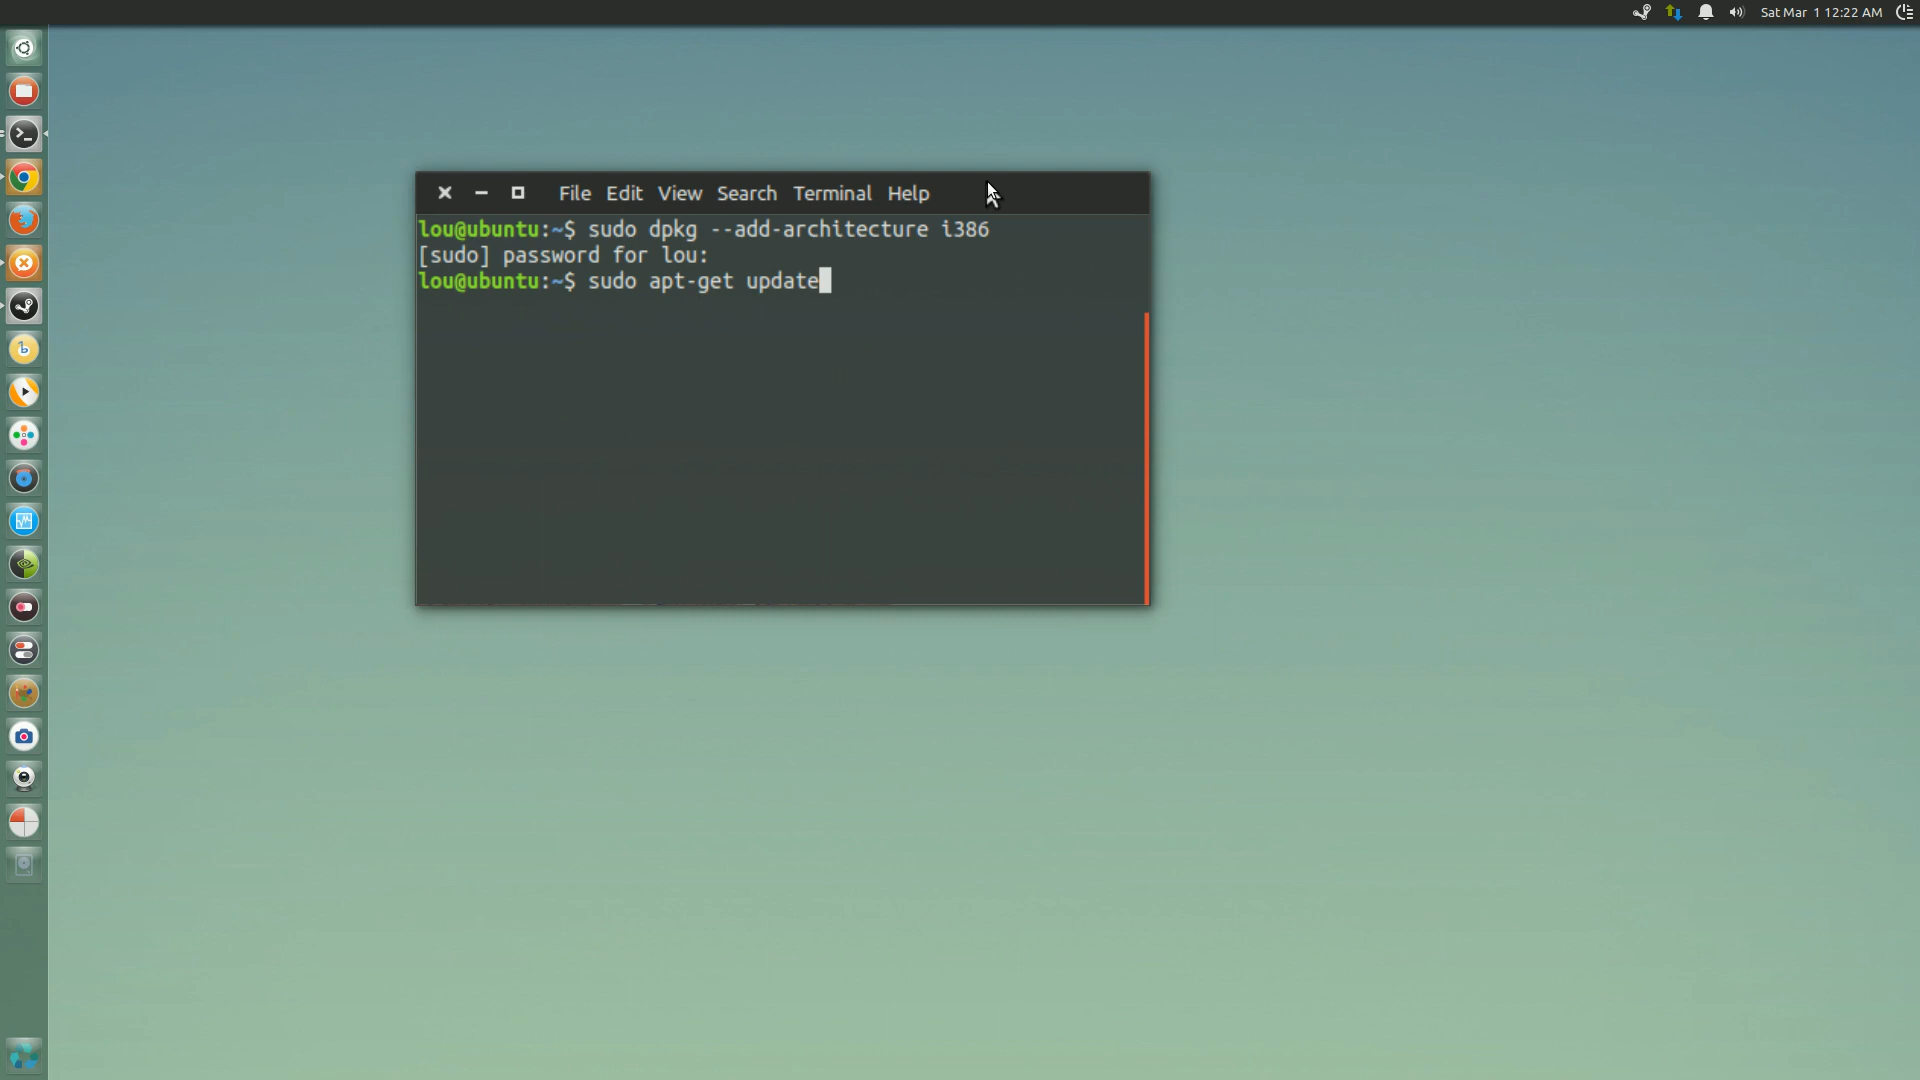 Sat Mar 1 12:22 AM
File Edit View Search Terminal Help
lou@ubuntu:~$ sudo dpkg --add-architecture i386
[sudo] password for lou:
lou@ubuntu:~$ sudo apt-get update